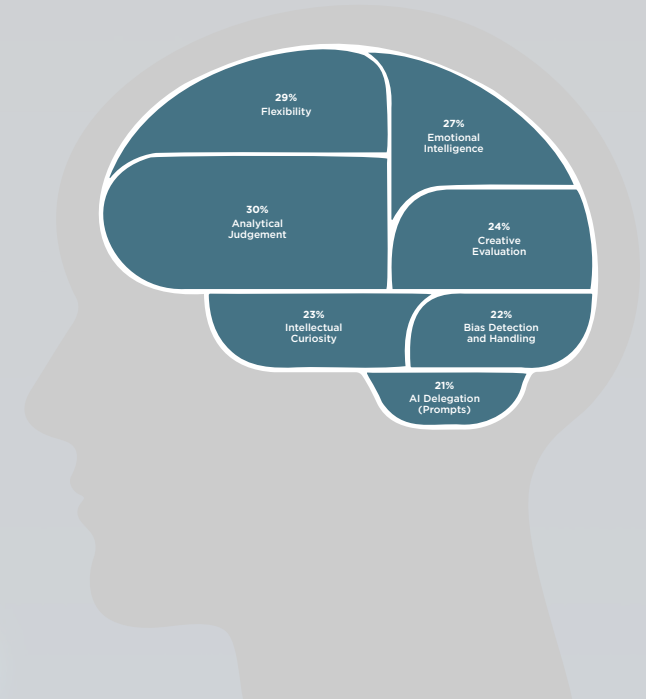 29%
Flexibility
27%
Emotional
Intelligence
30%
Analytical
Judgement
24%
Creative
Evaluation
23%
Intellectual
Curiosity
22%
Bias Detection
and Handling
21%
AI Delegation
(Prompts)